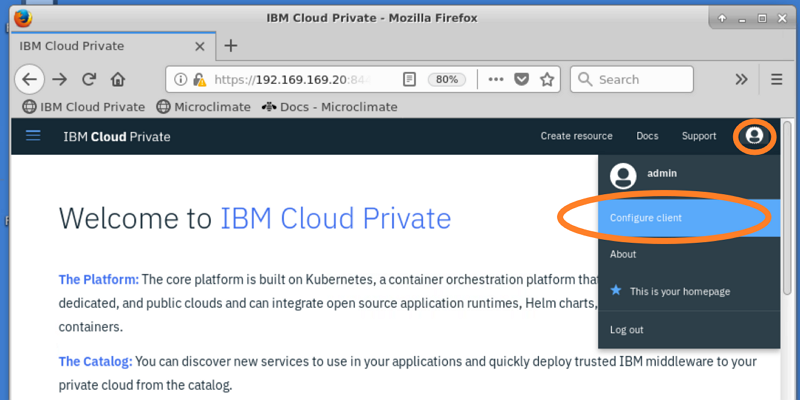 IBM Cloud Private - Mozilla Firefox
IBM Cloud Private
https://192.169.169.20:844
80%
Search
IBM Cloud Private
Microclimate
Docs - Microclimate
IBM Cloud Private
Create resource
Docs
Support
admin
Configure client
About
This is your homepage
Log out
Welcome to IBM Cloud Private
The Platform: The core platform is built on Kubernetes, a container orchestration platform that
dedicated, and public clouds and can integrate open source application runtimes, Helm charts,
containers.
The Catalog: You can discover new services to use in your applications and quickly deploy trusted IBM middleware to your
private cloud from the catalog.